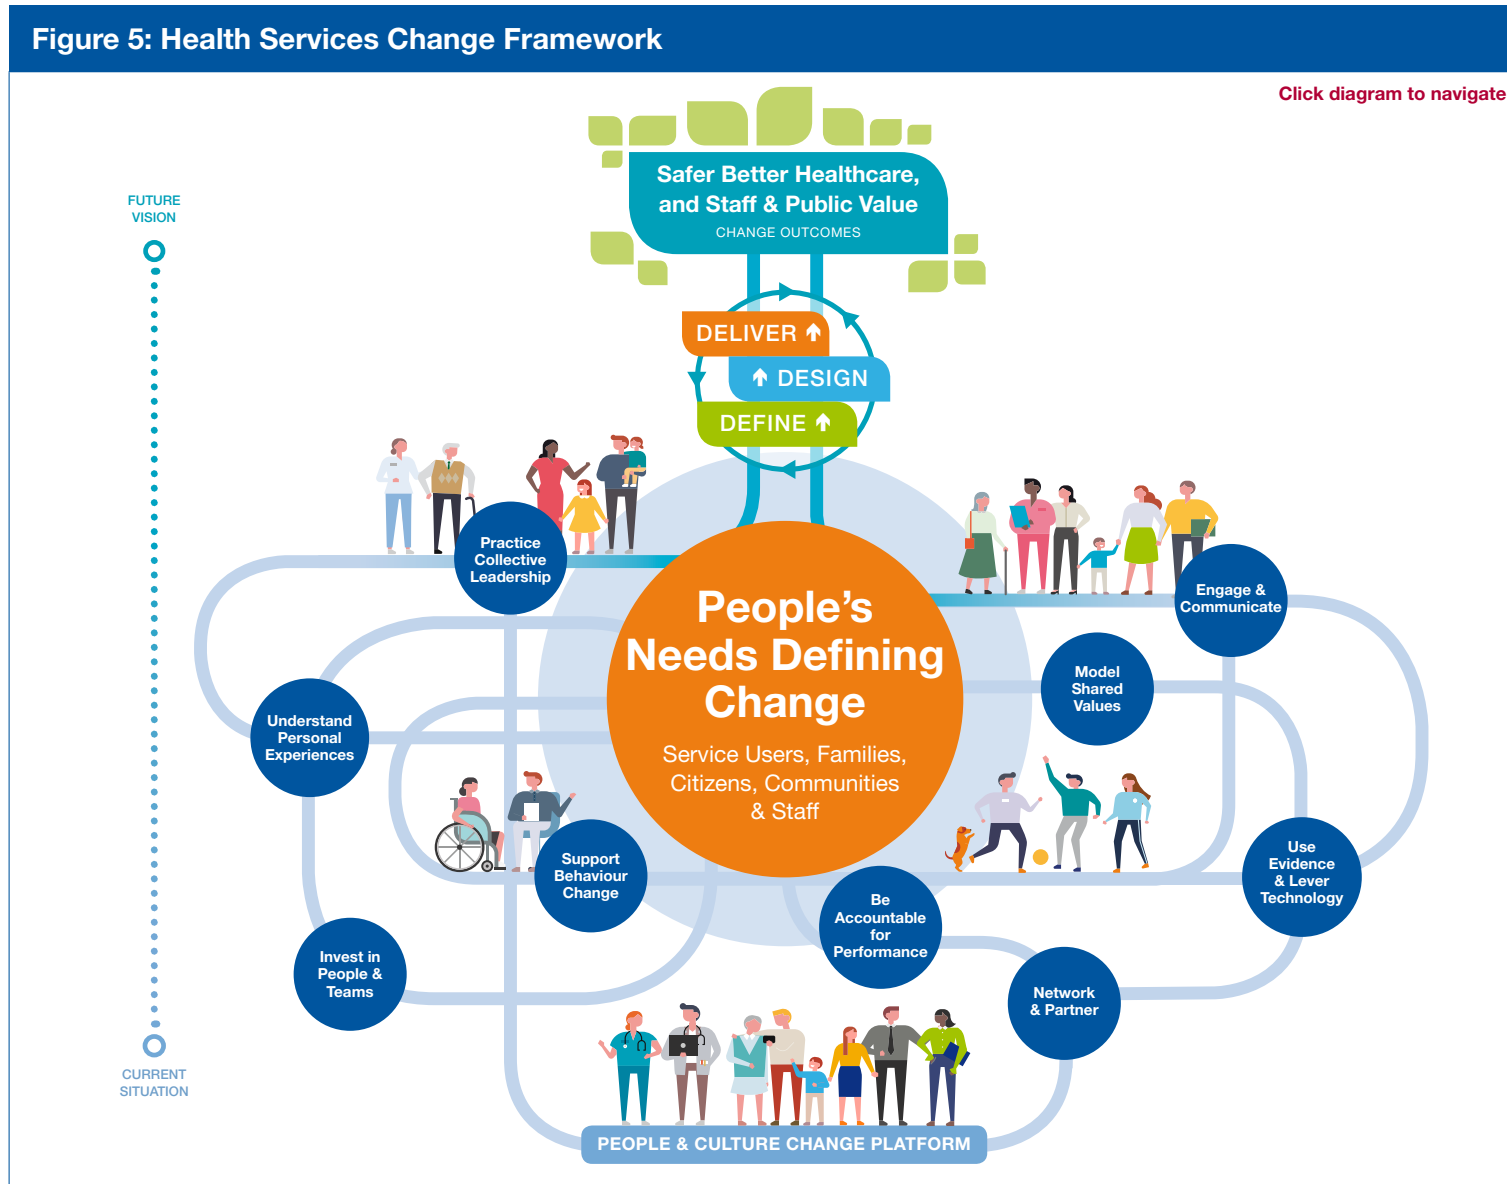 Figure 5: Health Services Change Framework
Click diagram to navigate
Safer Better Healthcare,
and Staff & Public Value
CHANGE OUTCOMES
FUTURE
VISION
DELIVER
DESIGN
DEFINE
Practice
Collective
Leadership
Engage &
Communicate
People's
Needs Defining
Change
Service Users, Families,
Citizens, Communities
& Staff
Model
Shared
Values
Understand
Personal
Experiences
Support
Behaviour
Change
Use
Evidence
& Lever
Technology
Be
Accountable
for
Performance
Invest in
People &
Teams
Network
& Partner
CURRENT
SITUATION
PEOPLE & CULTURE CHANGE PLATFORM